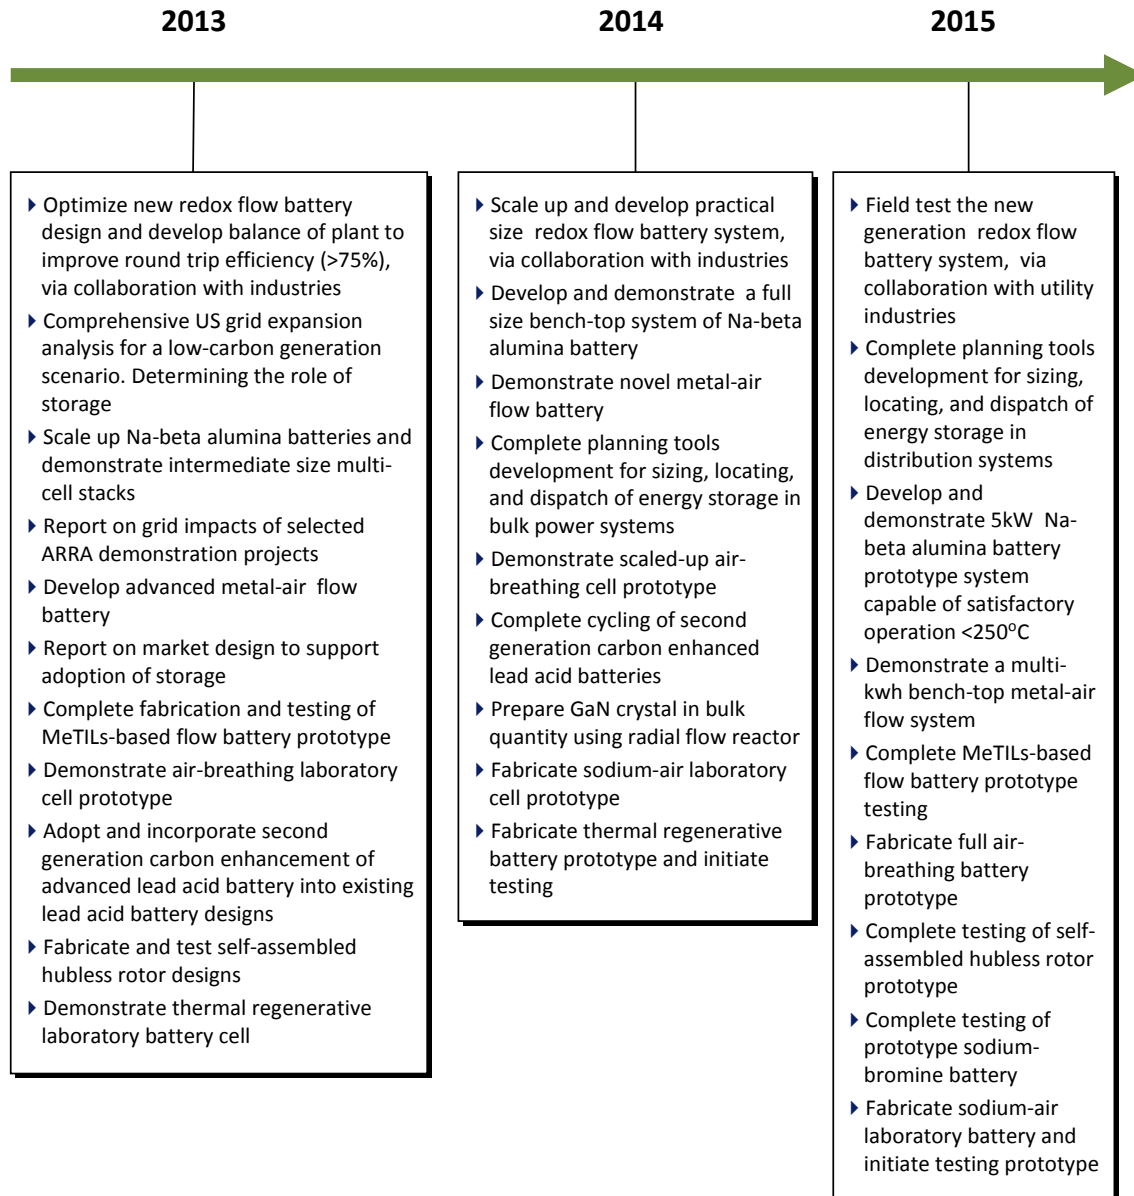 2013
2014
2015
Optimize new redox flow battery
design and develop balance of plant to
improve round trip efficiency (>75%),
via collaboration with industries
Comprehensive US grid expansion
analysis for a low-carbon generation
scenario. Determining the role of
storage
Scale up Na-beta alumina batteries and
demonstrate intermediate size multi-
cell stacks
Report on grid impacts of selected
ARRA demonstration projects
Develop advanced metal-air flow
battery
Report on market design to support
adoption of storage
Complete fabrication and testing of
MeTILs-based flow battery prototype
Demonstrate air-breathing laboratory
cell prototype
Adopt and incorporate second
generation carbon enhancement of
advanced lead acid battery into existing
lead acid battery designs
Fabricate and test self-assembled
hubless rotor designs
Demonstrate thermal regenerative
laboratory battery cell
Scale up and develop practical
size redox flow battery system,
via collaboration with industries
Develop and demonstrate a full
size bench-top system of Na-beta
alumina battery
Demonstrate novel metal-air
flow battery
Complete planning tools
development for sizing, locating,
and dispatch of energy storage in
bulk power systems
Demonstrate scaled-up air-
breathing cell prototype
Complete cycling of second
generation carbon enhanced
lead acid batteries
Prepare GaN crystal in bulk
quantity using radial flow reactor
Fabricate sodium-air laboratory
cell prototype
Fabricate thermal regenerative
battery prototype and initiate
testing
Field test the new
generation redox flow
battery system, via
collaboration with utility
industries
Complete planning tools
development for sizing,
locating, and dispatch of
energy storage in
distribution systems
Develop and
demonstrate 5kW Na-
beta alumina battery
prototype system
capable of satisfactory
operation <250°C
Demonstrate a multi-
kwh bench-top metal-air
flow system
Complete MeTILs-based
flow battery prototype
testing
Fabricate full air-
breathing battery
prototype
Complete testing of self-
assembled hubless rotor
prototype
Complete testing of
prototype sodium-
bromine battery
Fabricate sodium-air
laboratory battery and
initiate testing prototype